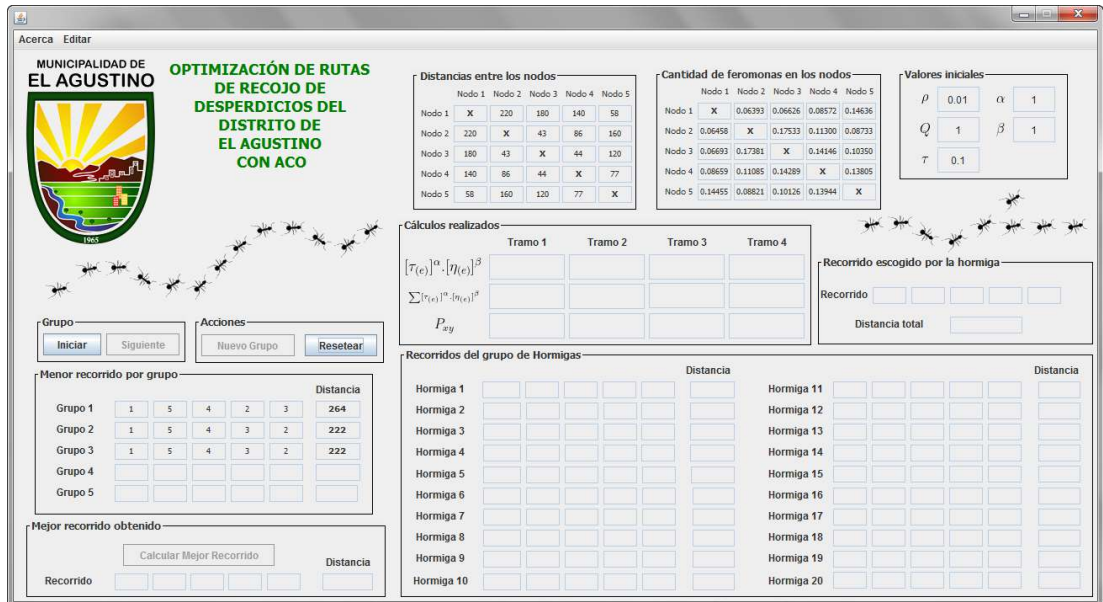 Acerca Editar
MUNICIPALIDAD DE
EL AGUSTINO
1965
OPTIMIZACIÓN DE RUTAS
DE RECOJO DE
DESPERDICIOS DEL
DISTRITO DE
EL AGUSTINO
CON ACO
Distancias entre los nodos
Nodo 1 Nodo 2 Nodo 3 Nodo 4 Nodo 5
Nodo 1 X 220 180 140 58
Nodo 2 220 X 43 86 160
Nodo 3 180 43 X 44 120
Nodo 4 140 86 44 X 77
Nodo 5 58 160 120 77 X
Cantidad de feromonas en los nodos
Nodo 1 Nodo 2 Nodo 3 Nodo 4 Nodo 5
Nodo 1 X 0.06393 0.06626 0.08572 0.14636
Nodo 2 0.06458 X 0.17533 0.11300 0.08733
Nodo 3 0.06693 0.17381 X 0.14146 0.10350
Nodo 4 0.08659 0.11085 0.14289 X 0.13805
Nodo 5 0.14455 0.08821 0.10126 0.13944 X
Valores iniciales
ρ 0.01 α 1
Q 1 β 1
τ 0.1
Cálculos realizados
Tramo 1 Tramo 2 Tramo 3 Tramo 4
[τ(e)]^α.[η(e)]^β
∑[τ(e)]^α.[η(e)]^β
P_xy
Recorrido escogido por la hormiga
Recorrido
Distancia total
Grupo
Iniciar Siguiente
Acciones
Nuevo Grupo Resetear
Menor recorrido por grupo
Distancia
Grupo 1 1 5 4 2 3 264
Grupo 2 1 5 4 3 2 222
Grupo 3 1 5 4 3 2 222
Grupo 4
Grupo 5
Mejor recorrido obtenido
Calcular Mejor Recorrido
Distancia
Recorrido
Recorridos del grupo de Hormigas
Distancia Distancia
Hormiga 1 Hormiga 11
Hormiga 2 Hormiga 12
Hormiga 3 Hormiga 13
Hormiga 4 Hormiga 14
Hormiga 5 Hormiga 15
Hormiga 6 Hormiga 16
Hormiga 7 Hormiga 17
Hormiga 8 Hormiga 18
Hormiga 9 Hormiga 19
Hormiga 10 Hormiga 20